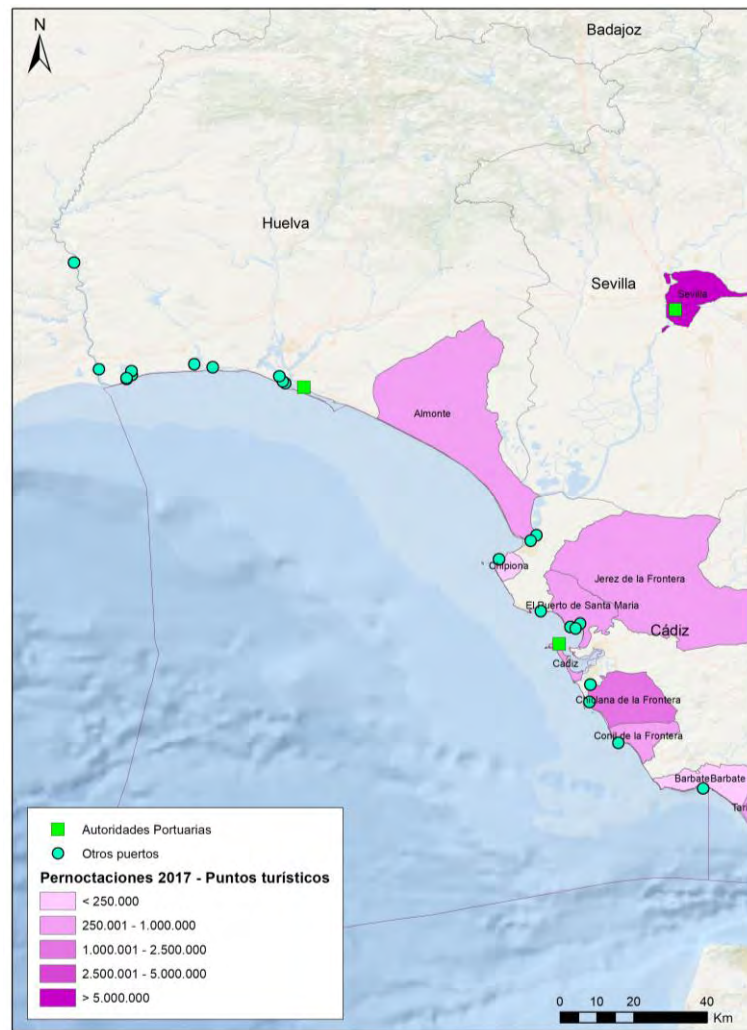 N
Badajoz
Huelva
Sevilla
Sevilla
Almonte
Chipiona
Jerez de la Frontera
El Puerto de Santa Maria
Cádiz
Cadiz
Chiclana de la Frontera
Conil de la Frontera
Barbate Barbate
Tari
Autoridades Portuarias
Otros puertos
Pernoctaciones 2017 - Puntos turísticos
< 250.000
250.001 - 1.000.000
1.000.001 - 2.500.000
2.500.001 - 5.000.000
> 5.000.000
0 10 20 40
Km